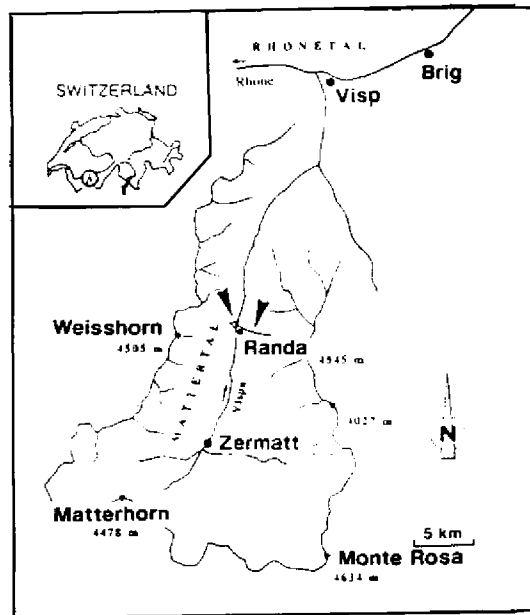 RHONETAL
Rhone
Brig
Visp
SWITZERLAND
A
Weisshorn
4505 m
Randa
4545 m
MATTERTAL
Vispa
4027 m
N
Zermatt
Matterhorn
4478 m
5 km
Monte Rosa
4634 m